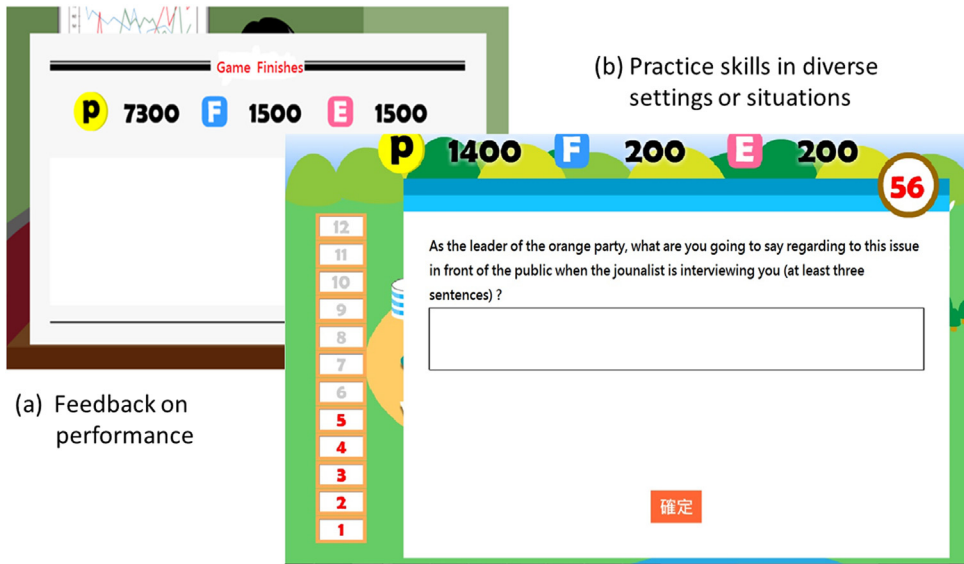 Game Finishes
p 7300 F 1500 E 1500
(a) Feedback on
performance
(b) Practice skills in diverse
settings or situations
p 1400 F 200 E 200
56
12
11
10
9
8
7
6
5
4
3
2
1
As the leader of the orange party, what are you going to say regarding to this issue
in front of the public when the jounalist is interviewing you (at least three
sentences) ?
確定